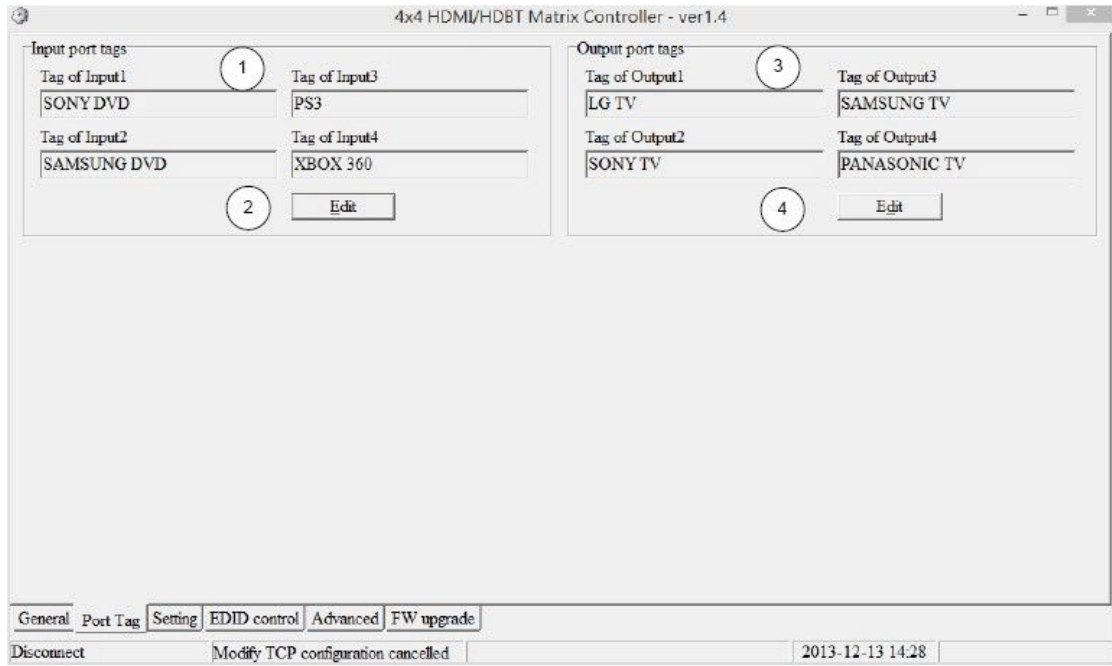 4x4 HDMI/HDBT Matrix Controller - ver1.4
Input port tags
1
Tag of Input1
Tag of Input3
SONY DVD
PS3
Tag of Input2
Tag of Input4
SAMSUNG DVD
XBOX 360
2
Edit
Output port tags
3
Tag of Output1
Tag of Output3
LG TV
SAMSUNG TV
Tag of Output2
Tag of Output4
SONY TV
PANASONIC TV
4
Edit
General Port Tag Setting EDID control Advanced FW upgrade
Disconnect Modify TCP configuration cancelled 2013-12-13 14:28